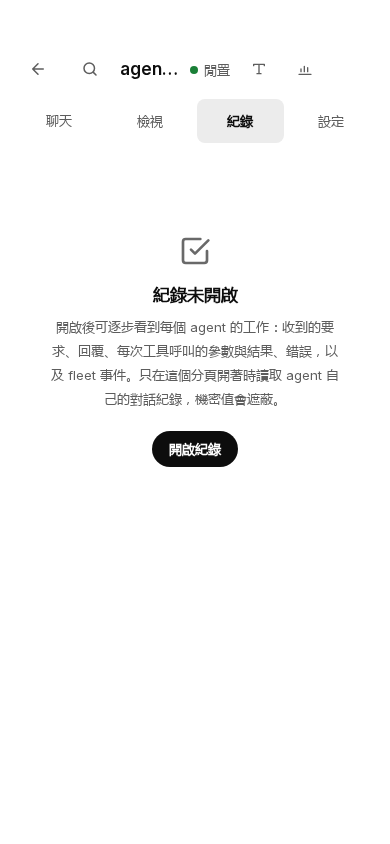 agen... 閒置
聊天 檢視 紀錄 設定
紀錄未開啟
開啟後可逐步看到每個 agent 的工作：收到的要
求、回覆、每次工具呼叫的參數與結果、錯誤，以
及 fleet 事件。只在這個分頁開著時讀取 agent 自
己的對話紀錄，機密值會遮蔽。
開啟紀錄